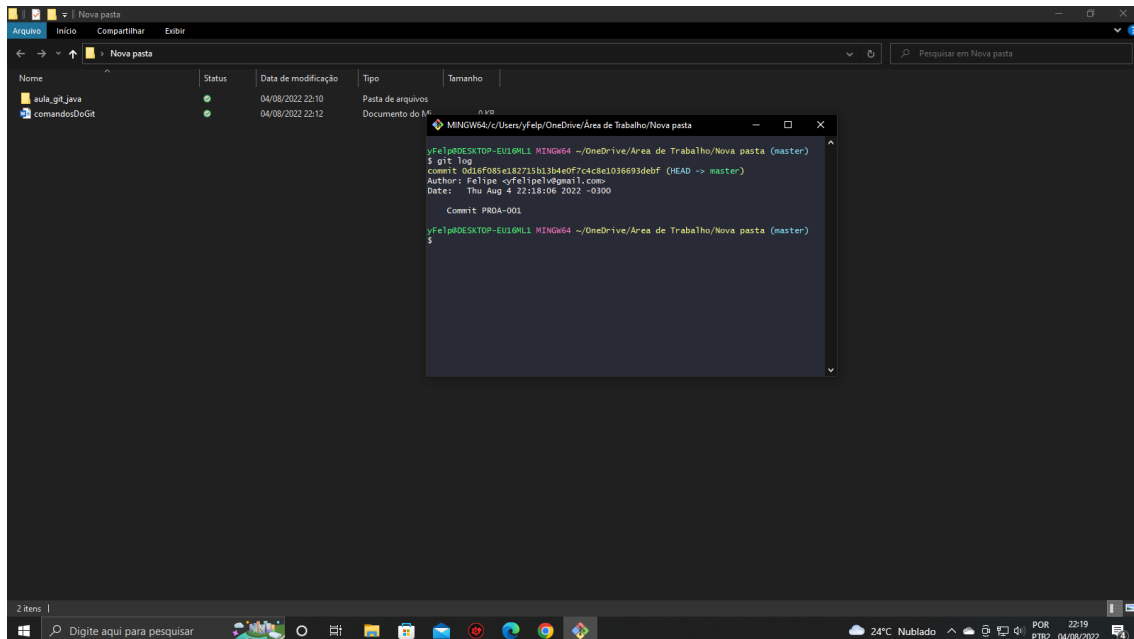 Nova pasta
Arquivo Início Compartilhar Exibir
Nova pasta
Pesquisar em Nova pasta
Nome Status Data de modificação Tipo Tamanho
aula_git_java 04/08/2022 22:10 Pasta de arquivos
comandosDoGit 04/08/2022 22:12 Documento do Mi... 0 KB
MINGW64:/c/Users/yFelp/OneDrive/Área de Trabalho/Nova pasta
yFelp@DESKTOP-EU16ML1 MINGW64 ~/OneDrive/Área de Trabalho/Nova pasta (master)
$ git log
commit 0d16f085e182715b13b4e0f7c4c8e1036693debf (HEAD -> master)
Author: Felipe <yfelipelv@gmail.com>
Date: Thu Aug 4 22:18:06 2022 -0300
Commit PROA-001
yFelp@DESKTOP-EU16ML1 MINGW64 ~/OneDrive/Área de Trabalho/Nova pasta (master)
$
2 itens
Digite aqui para pesquisar
24°C Nublado
POR
PTB2
22:19
04/08/2022